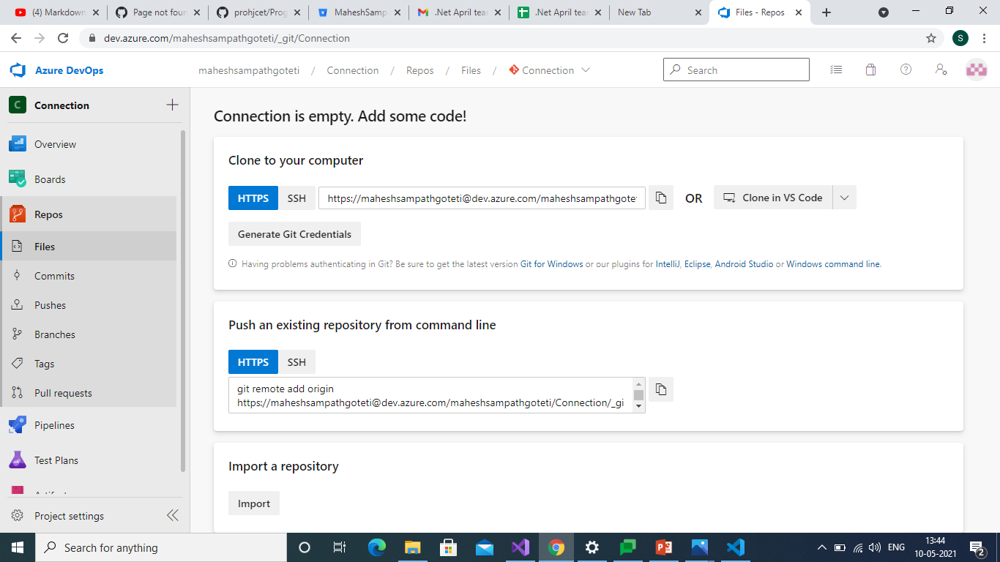 (4) Markdown
Page not foun
prohjcet/Prog
MaheshSamp
.Net April tea
.Net April tea
New Tab
Files - Repos
dev.azure.com/maheshsampathgoteti/_git/Connection
S
Azure DevOps
maheshsampathgoteti / Connection / Repos / Files / Connection
Search
C
Connection
Overview
Boards
Repos
Files
Commits
Pushes
Branches
Tags
Pull requests
Pipelines
Test Plans
Project settings
Connection is empty. Add some code!
Clone to your computer
HTTPS SSH https://maheshsampathgoteti@dev.azure.com/maheshsampathgotet OR Clone in VS Code
Generate Git Credentials
Having problems authenticating in Git? Be sure to get the latest version Git for Windows or our plugins for IntelliJ, Eclipse, Android Studio or Windows command line.
Push an existing repository from command line
HTTPS SSH
git remote add origin
https://maheshsampathgoteti@dev.azure.com/maheshsampathgoteti/Connection/_gi
Import a repository
Import
Search for anything
ENG
13:44
10-05-2021
2